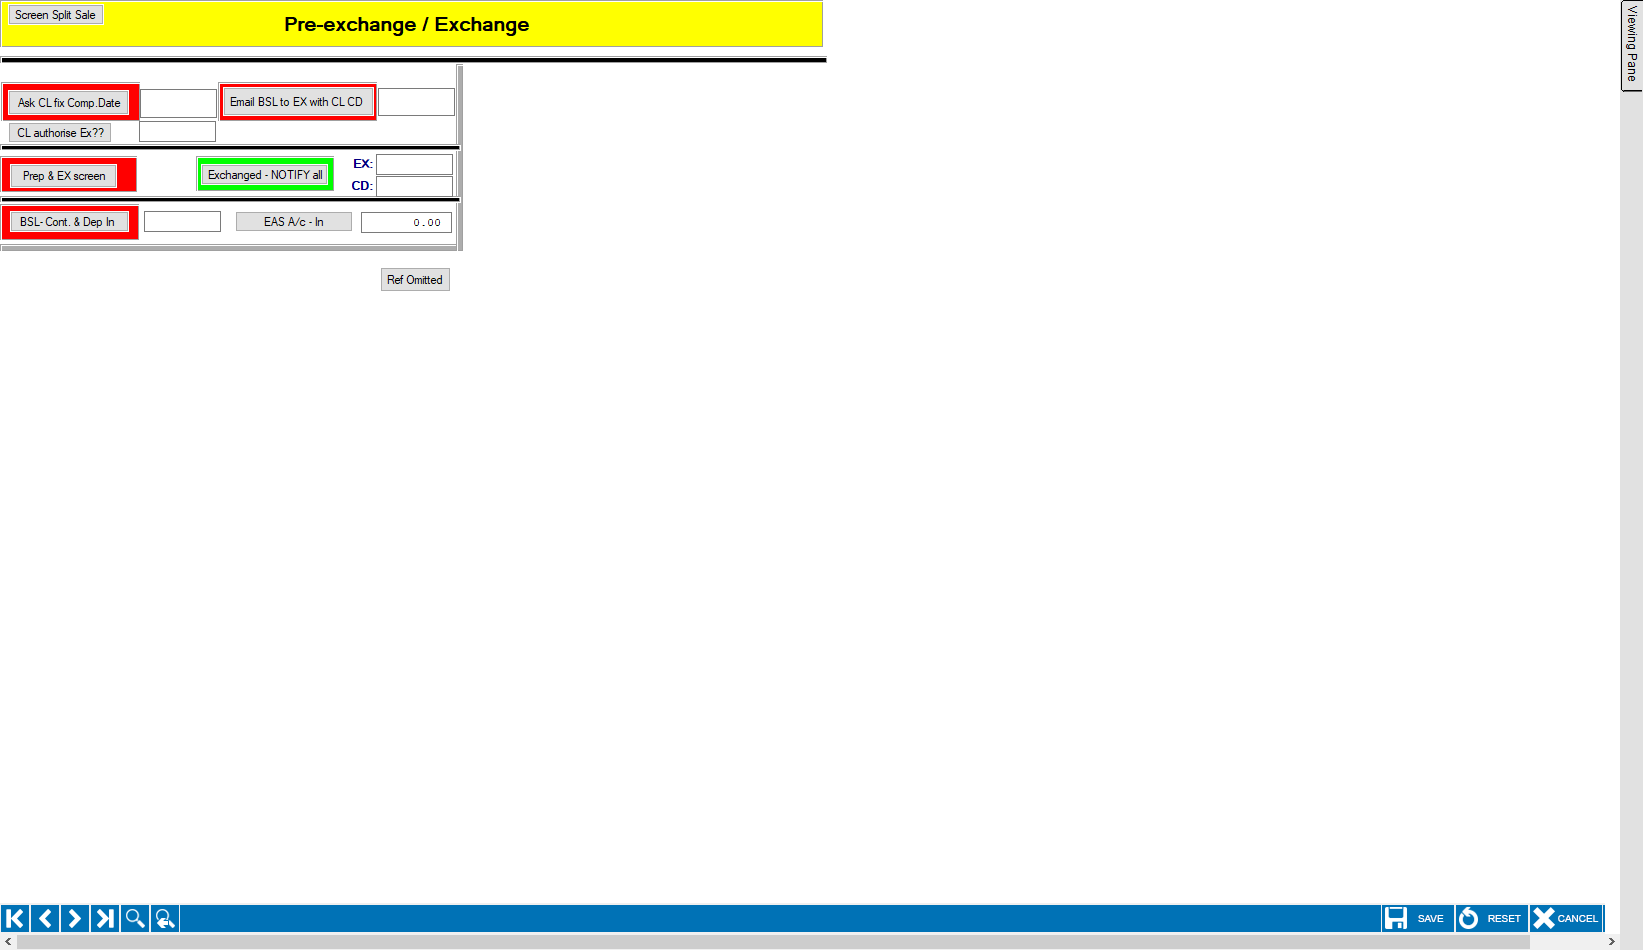 Screen Split Sale
Pre-exchange / Exchange
Viewing Pane
Ask CL fix Comp.Date
Email BSL to EX with CL CD
CL authorise Ex??
Prep & EX screen
Exchanged - NOTIFY all
EX:
CD:
BSL- Cont. & Dep In
EAS A/c - In
0.00
Ref Omitted
SAVE
RESET
CANCEL